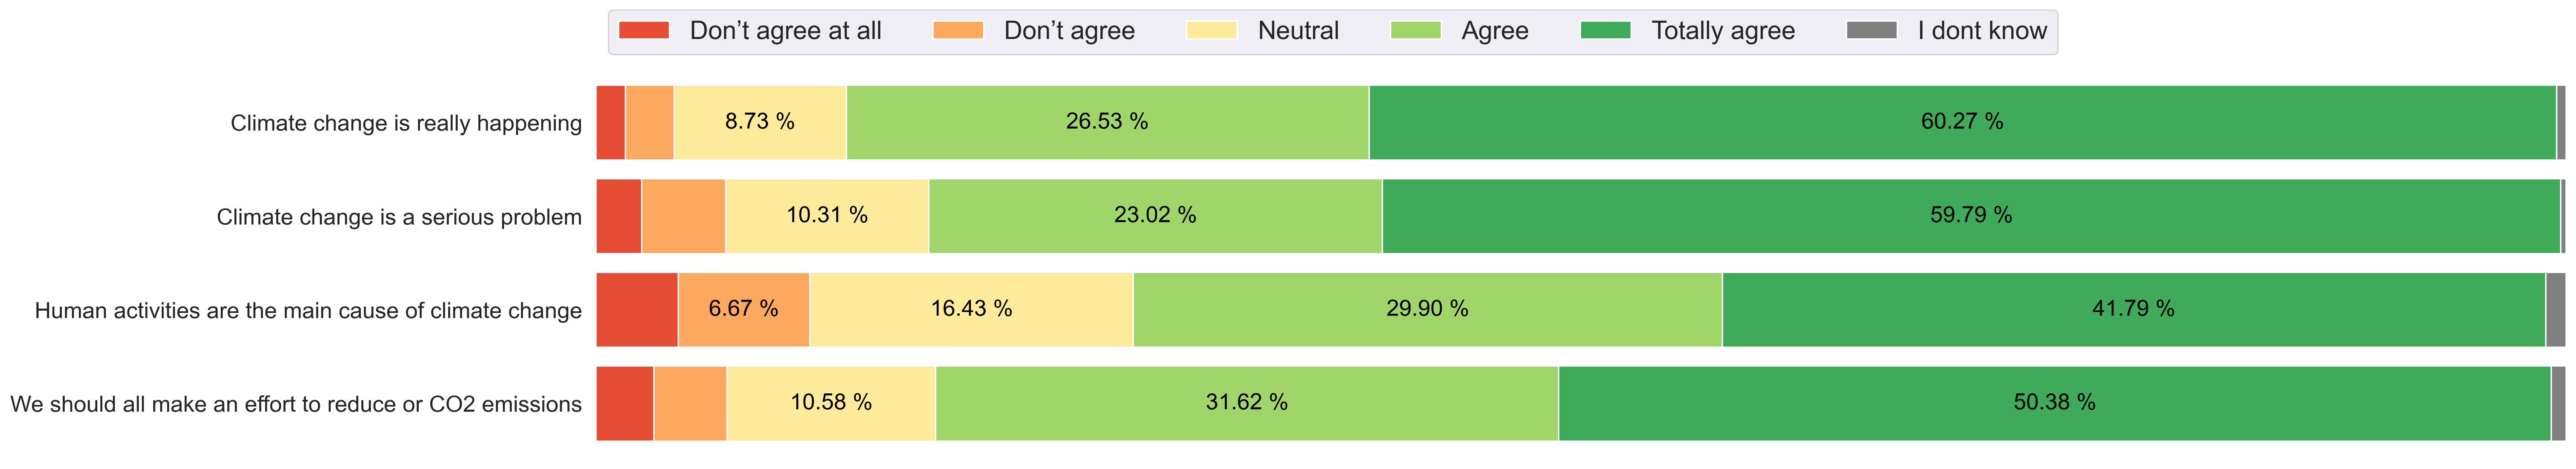 Don’t agree at all Don’t agree Neutral Agree Totally agree I dont know
Climate change is really happening 8.73 % 26.53 % 60.27 %
Climate change is a serious problem 10.31 % 23.02 % 59.79 %
Human activities are the main cause of climate change 6.67 % 16.43 % 29.90 % 41.79 %
We should all make an effort to reduce or CO2 emissions 10.58 % 31.62 % 50.38 %